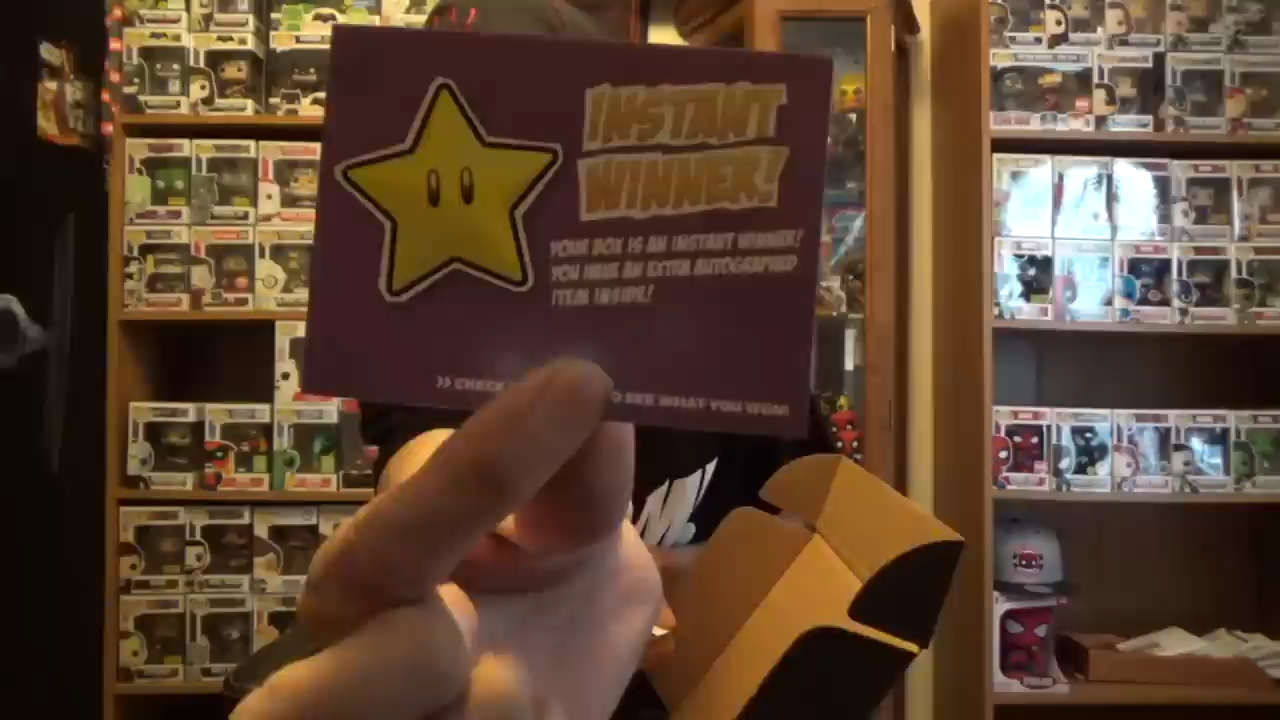 INSTANT
WINNER!
YOUR BOX IS AN INSTANT WINNER!
YOU HAVE AN EXTRA AUTOGRAPHED
ITEM INSIDE!
>> CHECK
SEE WHAT YOU WON!
M.